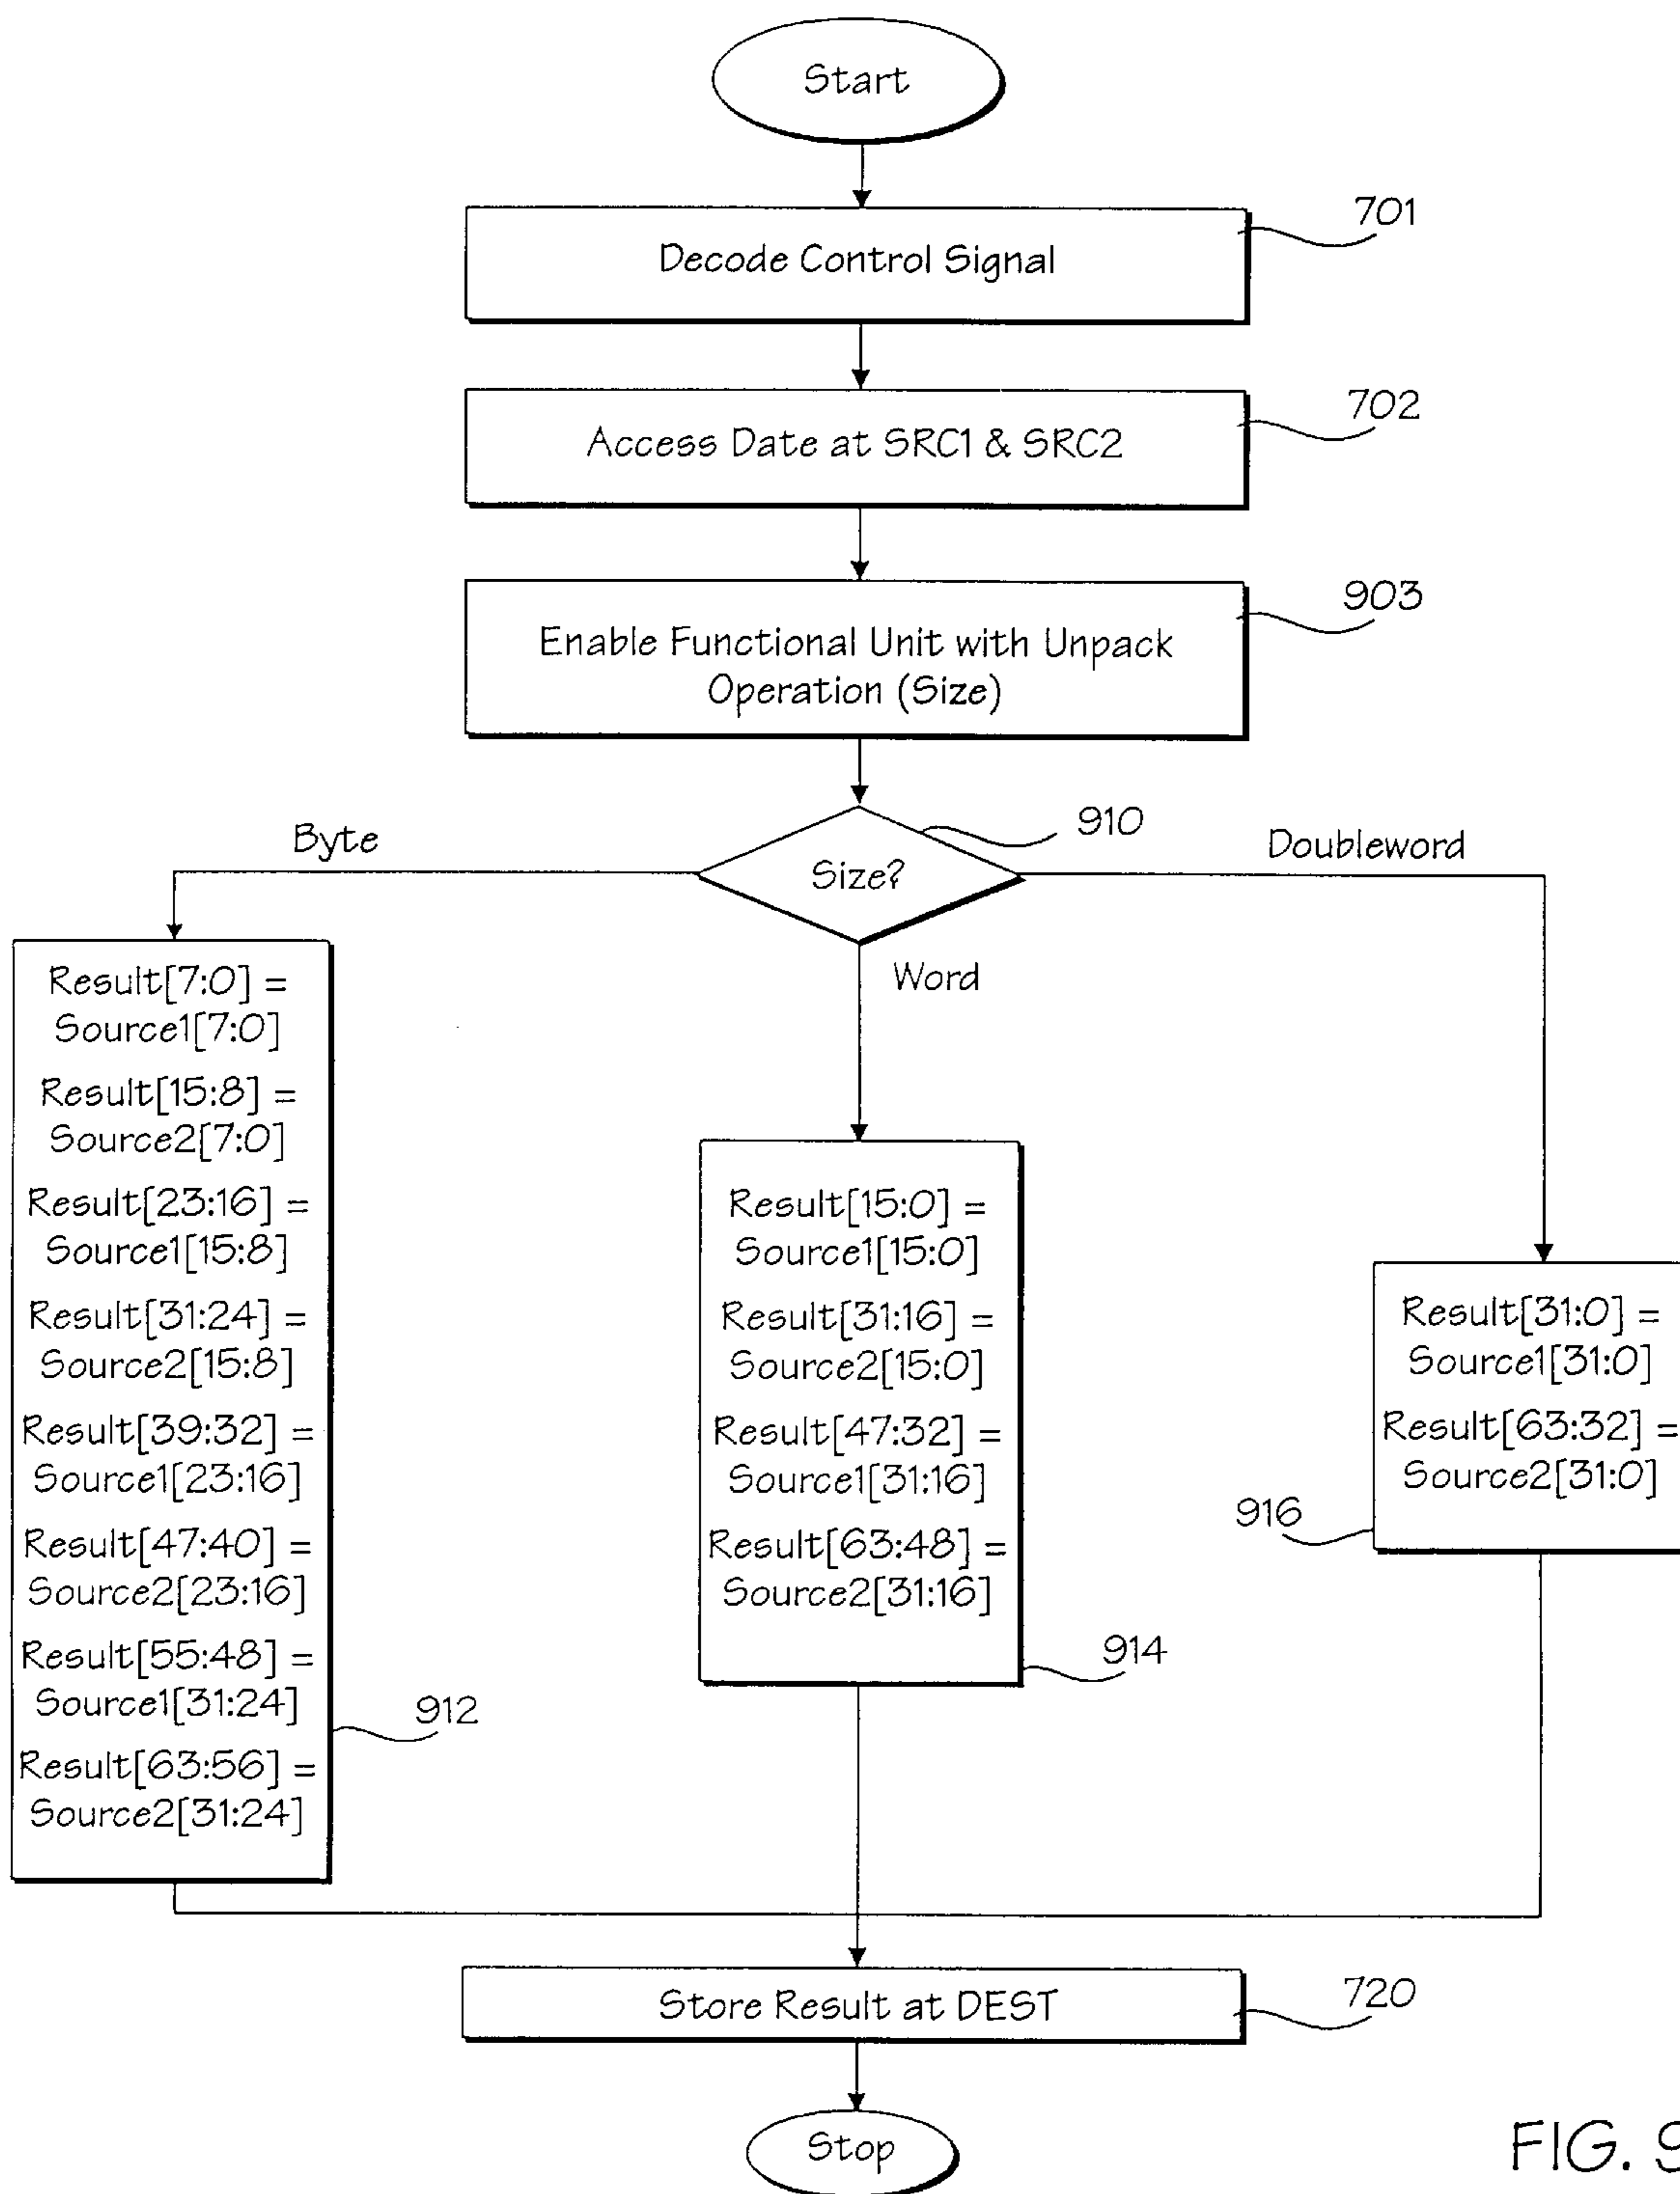 Start
701
Decode Control Signal
702
Access Date at SRC1 & SRC2
903
Enable Functional Unit with Unpack
Operation (Size)
910
Byte
Size?
Doubleword
Word
Result[7:0] =
Source1[7:0]
Result[15:8] =
Source2[7:0]
Result[23:16] =
Source1[15:8]
Result[31:24] =
Source2[15:8]
Result[39:32] =
Source1[23:16]
Result[47:40] =
Source2[23:16]
Result[55:48] =
Source1[31:24]
Result[63:56] =
Source2[31:24]
912
Result[15:0] =
Source1[15:0]
Result[31:16] =
Source2[15:0]
Result[47:32] =
Source1[31:16]
Result[63:48] =
Source2[31:16]
914
Result[31:0] =
Source1[31:0]
Result[63:32] =
Source2[31:0]
916
Store Result at DEST
720
Stop
FIG. 9